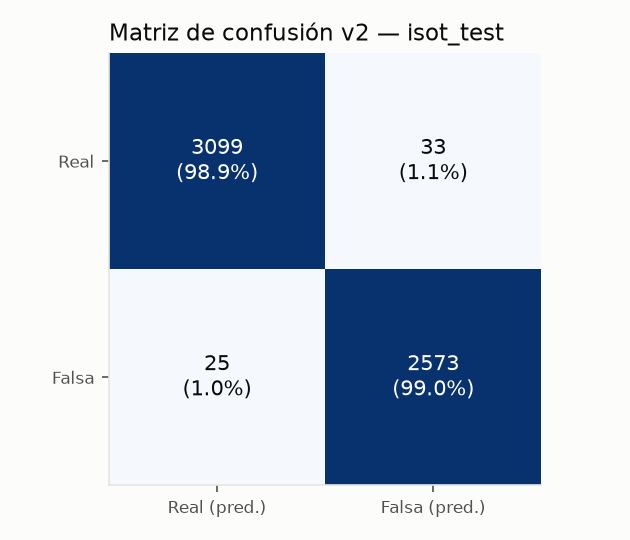 Matriz de confusión v2 — isot_test
Real
3099
(98.9%)
33
(1.1%)
Falsa
25
(1.0%)
2573
(99.0%)
Real (pred.)
Falsa (pred.)